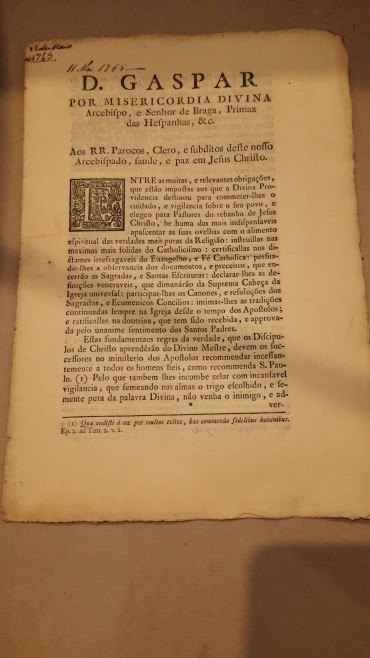 11 Mai 1765
D. GASPAR
POR MISERICORDIA DIVINA
Arcebiſpo, e Senhor de Braga, Primaz
das Heſpanhas, &c.
Aos RR. Parocos, Clero, e ſubditos deſte noſſo
Arcebiſpado, ſaude, e paz em Jeſus Chriſto.
ENTRE as muitas, e relevantes obrigações,
que eſtão impoſtas aos que a Divina Pro-
videncia deſtinou para commeter-lhes o
cuidado, e vigilancia ſobre o ſeu povo, e
elegeo para Paſtores do rebanho de Jeſus
Chriſto, he huma das mais indiſpenſaveis
apaſcentar as ſuas ovelhas com o alimento
eſpiritual das verdades mais puras da Religião: inſtruillas nas
maximas mais ſolidas do Catholiciſmo: certificallas nos di-
ctames irrefragaveis do Evangelho, e Fé Catholica: perſua-
dir-lhes a obſervancia dos documentos, e preceitos, que en-
cerrão as Sagradas, e Santas Eſcrituras: declarar-lhes as de-
finições veneraveis, que dimanárão da Suprema Cabeça da
Igreja univerſal: participar-lhes os Canones, e reſoluções dos
Sagrados, e Ecumenicos Concilios: intimar-lhes as tradições
continuadas ſempre na Igreja desde o tempo dos Apoſtolos;
e ratificallas na doutrina, que tem ſido recebida, e approva-
da pelo unanime ſentimento dos Santos Padres.
Eſtas fundamentaes regras da verdade, que os Diſcipu-
los de Chriſto aprendêrão do Divino Meſtre, devem os ſuc-
ceſſores no miniſterio dos Apoſtolos recommendar inceſſan-
temente a todos os homens fieis, como recommenda S. Pau-
lo. (1) Pelo que tambem lhes incumbe zelar com incanſavel
vigilancia, que ſemeando nas almas o trigo eſcolhido, e ſe-
mente pura da palavra Divina, não venha o inimigo, e ad-
*
ver-
(1) Quæ audiſti à me per multos teſtes, hæc commenda fidelibus hominibus.
Ep. 2. ad Tim. 2. v. 2.